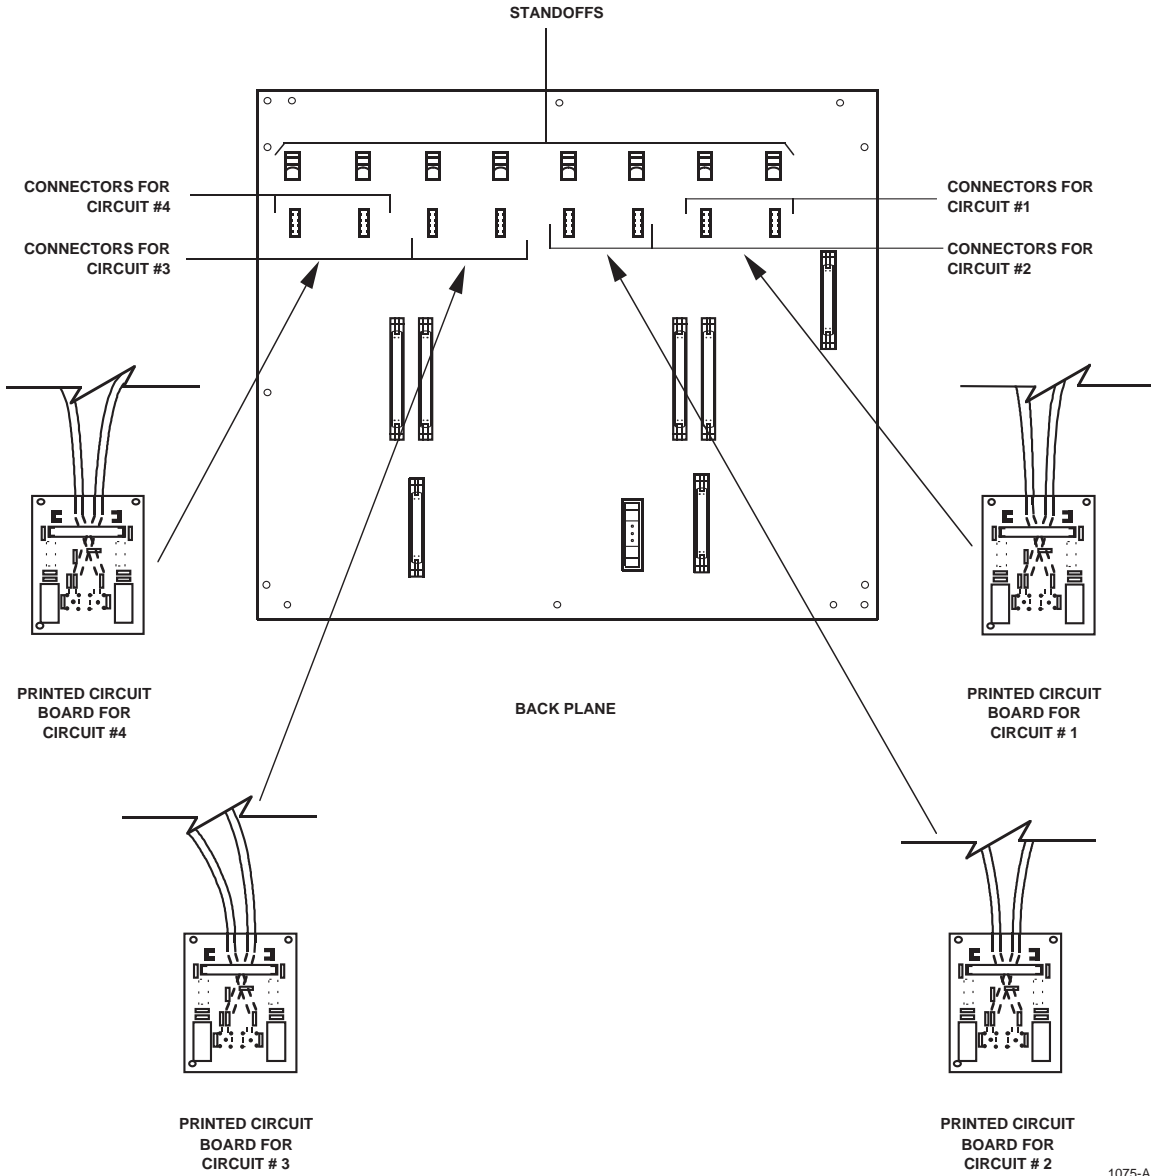 STANDOFFS
CONNECTORS FOR
CIRCUIT #4
CONNECTORS FOR
CIRCUIT #3
CONNECTORS FOR
CIRCUIT #1
CONNECTORS FOR
CIRCUIT #2
PRINTED CIRCUIT
BOARD FOR
CIRCUIT #4
BACK PLANE
PRINTED CIRCUIT
BOARD FOR
CIRCUIT # 1
PRINTED CIRCUIT
BOARD FOR
CIRCUIT # 3
PRINTED CIRCUIT
BOARD FOR
CIRCUIT # 2
1075-A